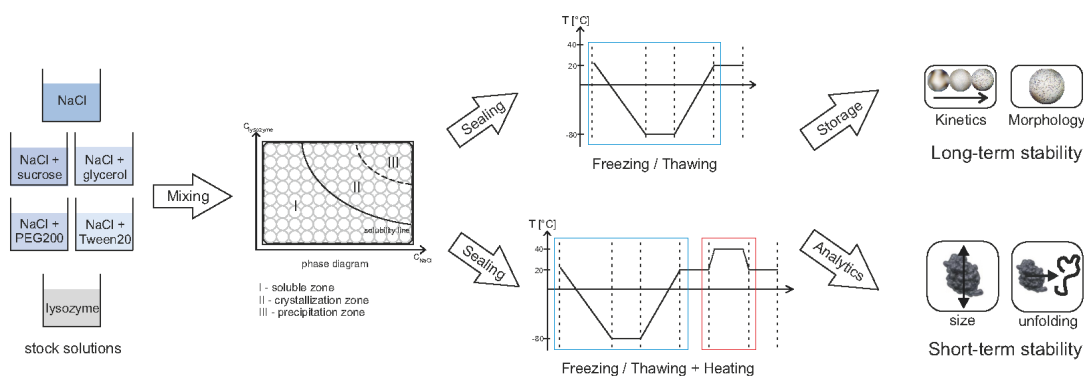 NaCl
NaCl +
sucrose
NaCl +
glycerol
NaCl +
PEG200
NaCl +
Tween20
lysozyme
stock solutions
Mixing
C lysozyme
I
II
III
solubility line
C NaCl
phase diagram
I - soluble zone
II - crystallization zone
III - precipitation zone
Sealing
T [°C]
40
20
-80
Freezing / Thawing
Storage
Kinetics
Morphology
Long-term stability
Sealing
T [°C]
40
20
-80
Freezing / Thawing + Heating
Analytics
size
unfolding
Short-term stability